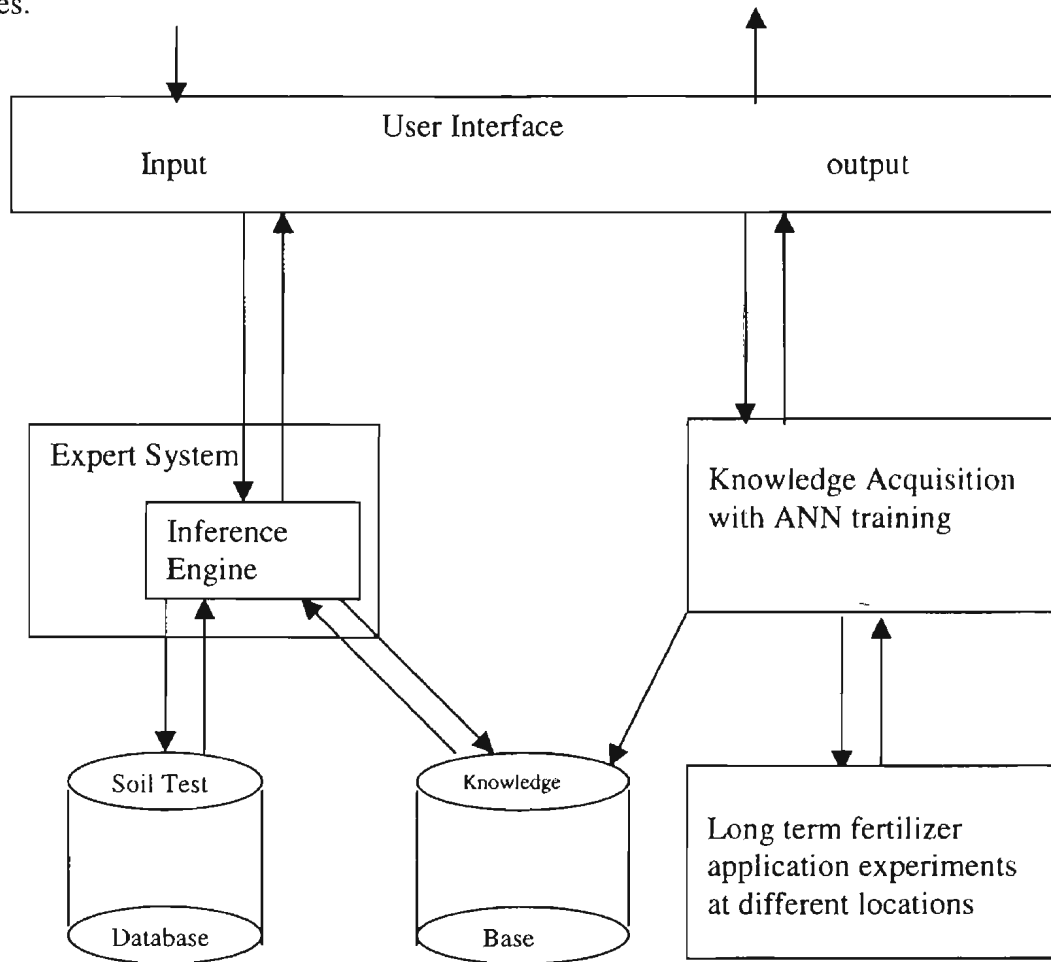 es.
User Interface
Input output
Expert System
Inference
Engine
Knowledge Acquisition
with ANN training
Soil Test
Database
Knowledge
Base
Long term fertilizer
application experiments
at different locations